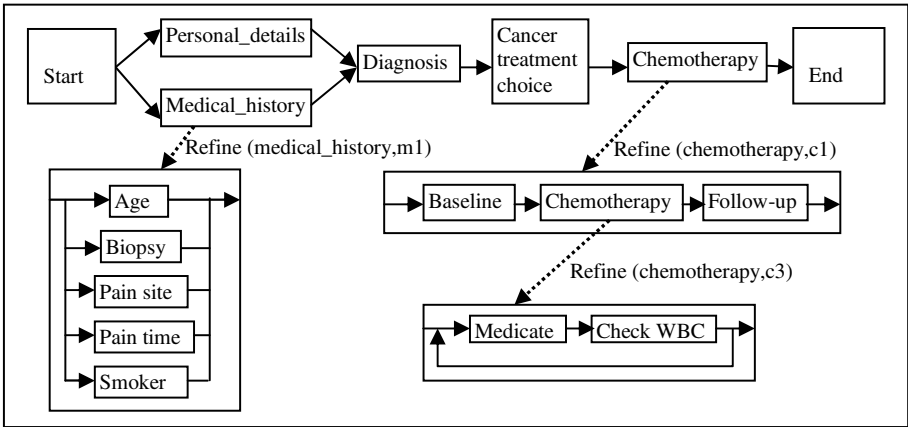 Start
Personal_details
Medical_history
Diagnosis
Cancer
treatment
choice
Chemotherapy
End
Refine (medical_history,m1)
Refine (chemotherapy,c1)
Age
Biopsy
Pain site
Pain time
Smoker
Baseline
Chemotherapy
Follow-up
Refine (chemotherapy,c3)
Medicate
Check WBC